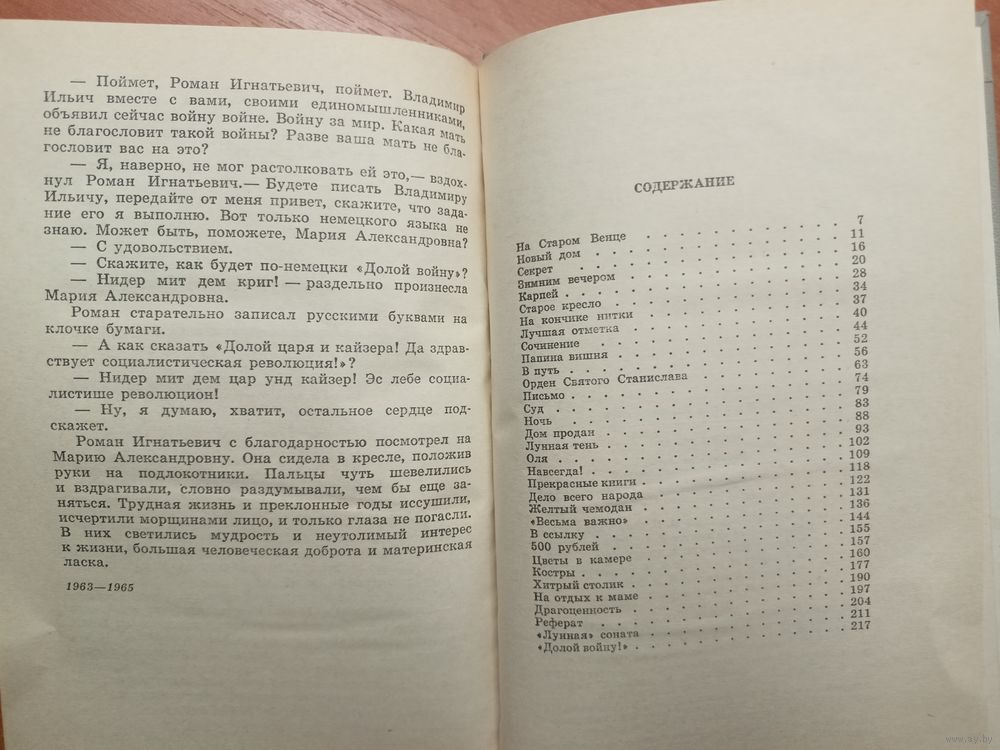 — Поймет, Роман Игнатьевич, поймет. Владимир
Ильич вместе с вами, своими единомышленниками,
объявил сейчас войну войне. Войну за мир. Какая мать
не благословит такой войны? Разве ваша мать не бла-
гословит вас на это?
— Я, наверно, не мог растолковать ей это,— вздох-
нул Роман Игнатьевич.— Будете писать Владимиру
Ильичу, передайте от меня привет, скажите, что зада-
ние его я выполню. Вот только немецкого языка не
знаю. Может быть, поможете, Мария Александровна?
— С удовольствием.
— Скажите, как будет по-немецки «Долой войну»?
— Нидер мит дем криг! — раздельно произнесла
Мария Александровна.
Роман старательно записал русскими буквами на
клочке бумаги.
— А как сказать «Долой царя и кайзера! Да здрав-
ствует социалистическая революция!»?
— Нидер мит дем цар унд кайзер! Эс лебе социа-
листише революцион!
— Ну, я думаю, хватит, остальное сердце под-
скажет.
Роман Игнатьевич с благодарностью посмотрел на
Марию Александровну. Она сидела в кресле, положив
руки на подлокотники. Пальцы чуть шевелились
и вздрагивали, словно раздумывали, чем бы еще за-
няться. Трудная жизнь и преклонные годы иссушили,
исчертили морщинами лицо, и только глаза не погасли.
В них светились мудрость и неутолимый интерес
к жизни, большая человеческая доброта и материнская
ласка.
1963—1965
СОДЕРЖАНИЕ
На Старом Венце . . . . . . . . . 7
Новый дом . . . . . . . . . 11
Секрет . . . . . . . . . 16
Зимним вечером . . . . . . . . . 20
Карпей . . . . . . . . . 28
Старое кресло . . . . . . . . . 34
На кончике нитки . . . . . . . . . 37
Лучшая отметка . . . . . . . . . 40
Сочинение . . . . . . . . . 44
Папина вишня . . . . . . . . . 52
В путь . . . . . . . . . 56
Орден Святого Станислава . . . . . . 63
Письмо . . . . . . . . . 74
Суд . . . . . . . . . 79
Ночь . . . . . . . . . 83
Дом продан . . . . . . . . . 88
Лунная тень . . . . . . . . . 93
Оля . . . . . . . . . 102
Навсегда! . . . . . . . . . 109
Прекрасные книги . . . . . . . . . 118
Дело всего народа . . . . . . . . . 122
Желтый чемодан . . . . . . . . . 131
«Весьма важно» . . . . . . . . . 136
В ссылку . . . . . . . . . 144
500 рублей . . . . . . . . . 155
Цветы в камере . . . . . . . . . 157
Костры . . . . . . . . . 160
Хитрый столик . . . . . . . . . 177
На отдых к маме . . . . . . . . . 190
Драгоценность . . . . . . . . . 197
Реферат . . . . . . . . . 204
«Лунная» соната . . . . . . . . . 211
«Долой войну!» . . . . . . . . . 217
www.ay.by